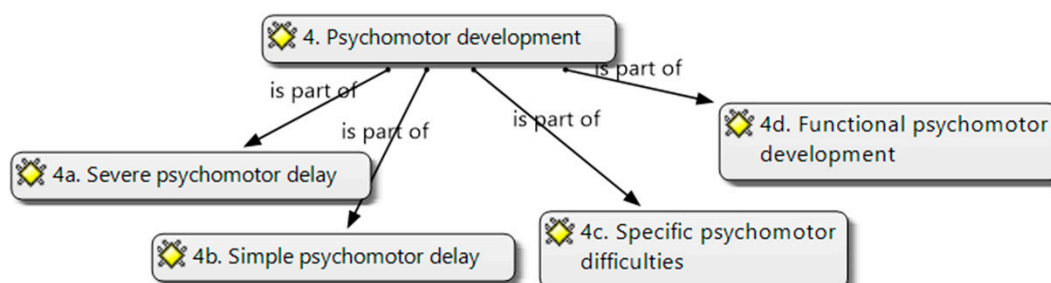 4. Psychomotor development
is part of
is part of
is part of
is part of
4a. Severe psychomotor delay
4b. Simple psychomotor delay
4c. Specific psychomotor
difficulties
4d. Functional psychomotor
development